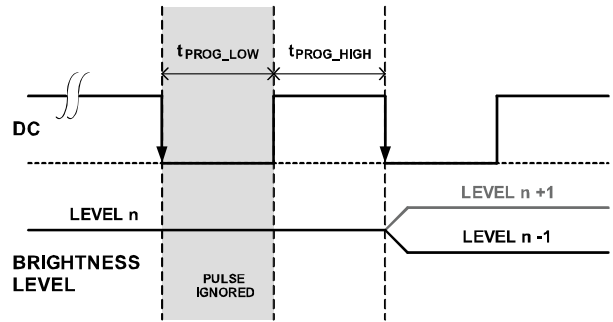 tPROG_LOW
tPROG_HIGH
DC
LEVEL n +1
LEVEL n
LEVEL n -1
BRIGHTNESS
LEVEL
PULSE
IGNORED